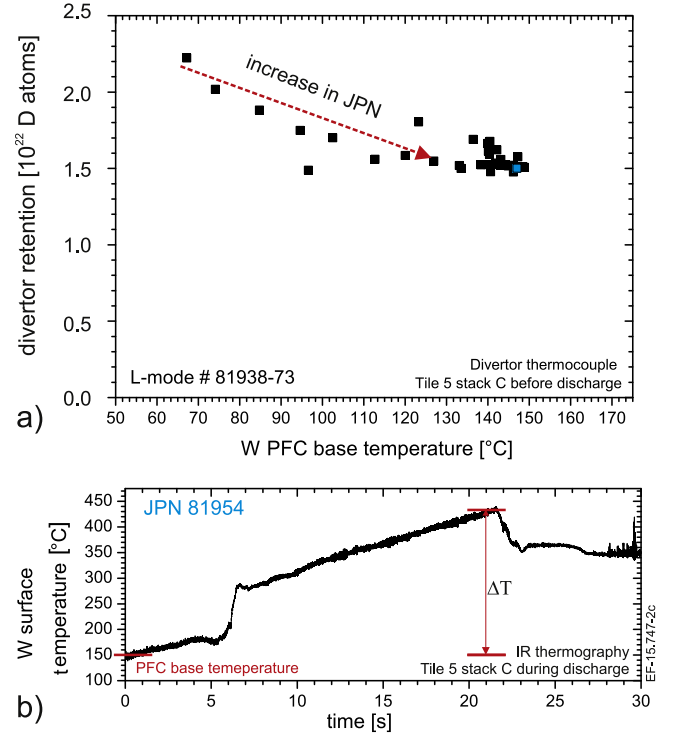 2.5
2.0
1.5
1.0
0.5
0.0
divertor retention [10²² D atoms]
increase in JPN
L-mode # 81938-73
Divertor thermocouple
Tile 5 stack C before discharge
50 60 70 80 90 100 110 120 130 140 150 160 170
W PFC base temperature [°C]
a)
450
400
350
300
250
200
150
100
W surface
temperature [°C]
JPN 81954
ΔT
PFC base temeperature
IR thermography
Tile 5 stack C during discharge
EF-15.747-2c
0 5 10 15 20 25 30
time [s]
b)